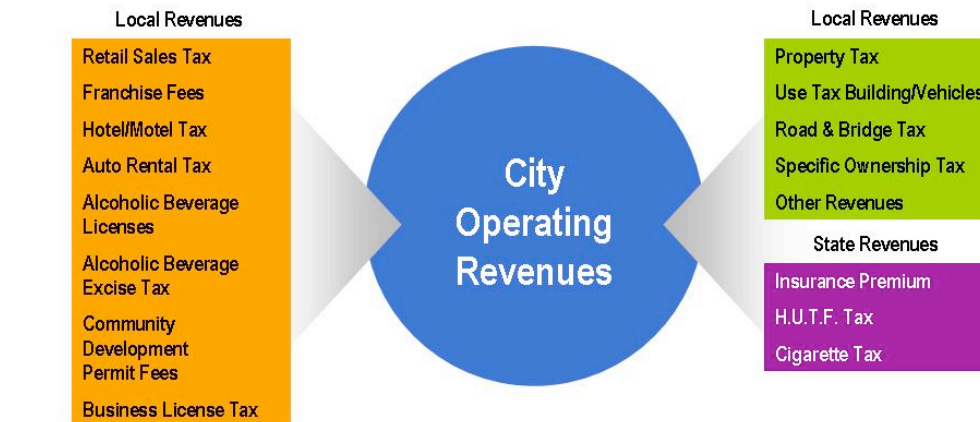 Local Revenues
Retail Sales Tax
Franchise Fees
Hotel/Motel Tax
Auto Rental Tax
Alcoholic Beverage
Licenses
Alcoholic Beverage
Excise Tax
Community
Development
Permit Fees
Business License Tax
City
Operating
Revenues
Local Revenues
Property Tax
Use Tax Building/Vehicles
Road & Bridge Tax
Specific Ownership Tax
Other Revenues
State Revenues
Insurance Premium
H.U.T.F. Tax
Cigarette Tax